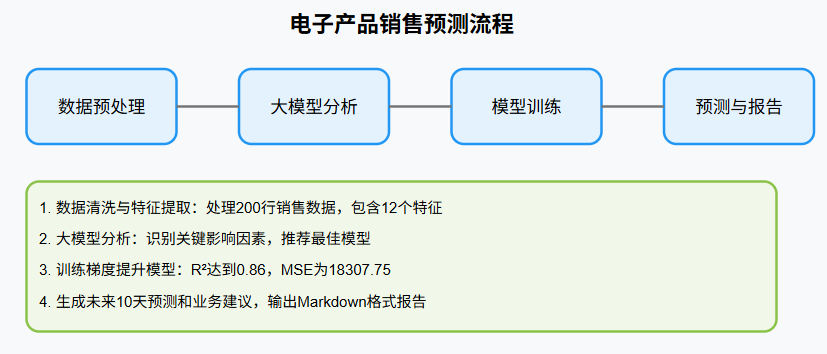 电子产品销售预测流程
数据预处理
大模型分析
模型训练
预测与报告
1. 数据清洗与特征提取：处理200行销售数据，包含12个特征
2. 大模型分析：识别关键影响因素，推荐最佳模型
3. 训练梯度提升模型：R²达到0.86，MSE为18307.75
4. 生成未来10天预测和业务建议，输出Markdown格式报告